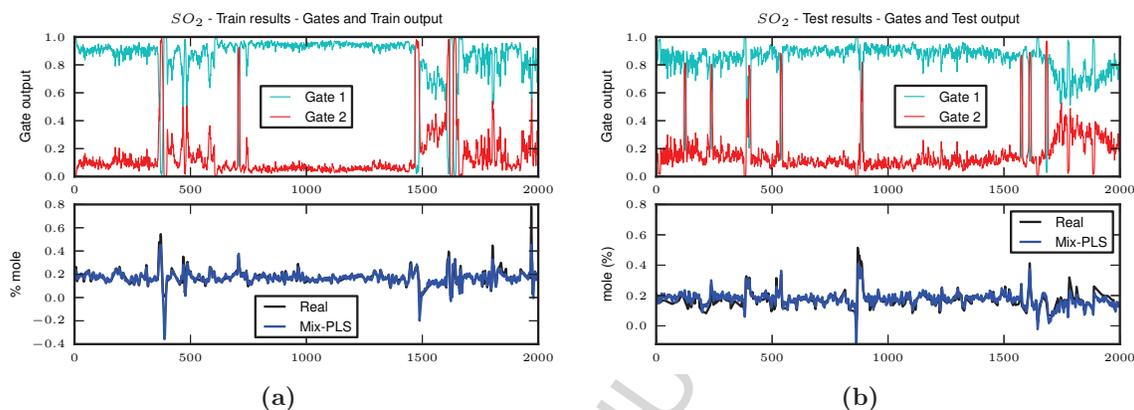 SO2 - Train results - Gates and Train output
Gate output
1.0
0.8
0.6
0.4
0.2
0.0
Gate 1
Gate 2
0
500
1000
1500
2000
% mole
0.8
0.6
0.4
0.2
0.0
−0.2
−0.4
Real
Mix-PLS
0
500
1000
1500
2000
(a)
SO2 - Test results - Gates and Test output
Gate output
1.0
0.8
0.6
0.4
0.2
0.0
Gate 1
Gate 2
0
500
1000
1500
2000
mole (%)
0.8
0.6
0.4
0.2
0.0
Real
Mix-PLS
0
500
1000
1500
2000
(b)